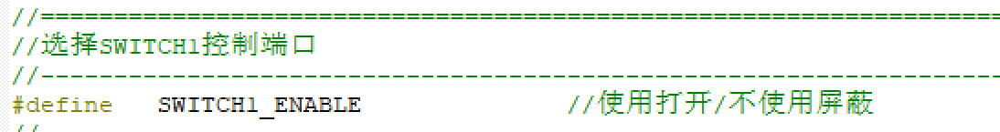 //==================================================================
//选择SWITCH1控制端口
//------------------------------------------------------------------
#define   SWITCH1_ENABLE              //使用打开/不使用屏蔽
//